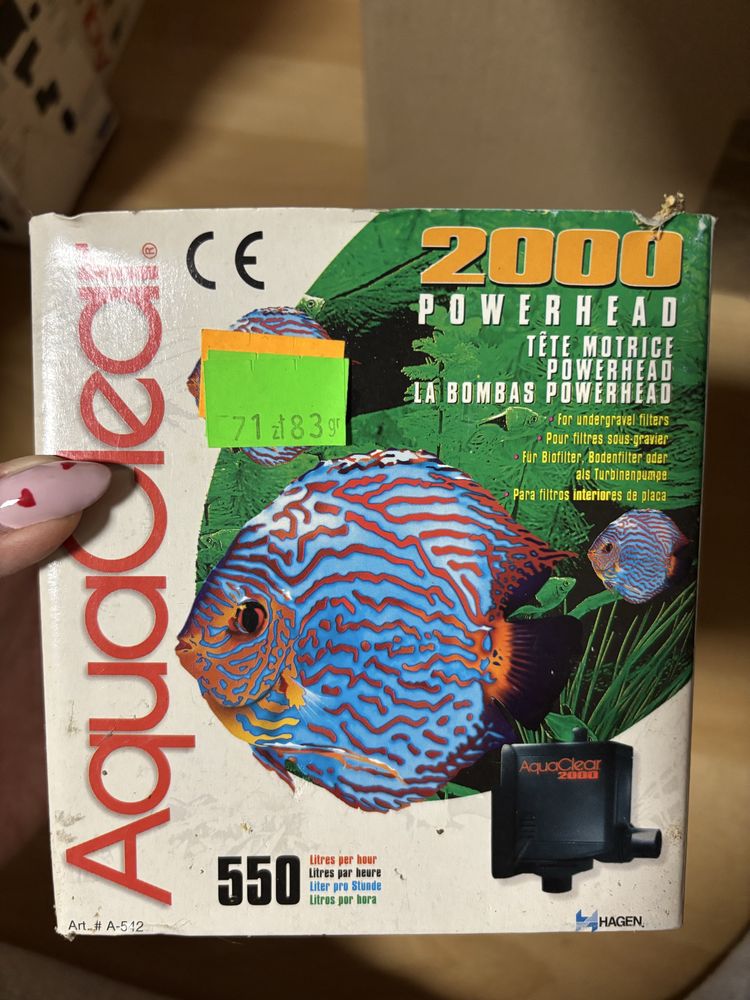 AquaClear®
CE
2000
POWERHEAD
TÊTE MOTRICE
POWERHEAD
LA BOMBAS POWERHEAD
• For undergravel filters
• Pour filtres sous-gravier
• Für Biofilter, Bodenfilter oder
als Turbinenpumpe
• Para filtros interiores de placa
71 zł 83 gr
AquaClear
2000
550
Litres per hour
Litres par heure
Liter pro Stunde
Litros por hora
Art. # A-542
HAGEN